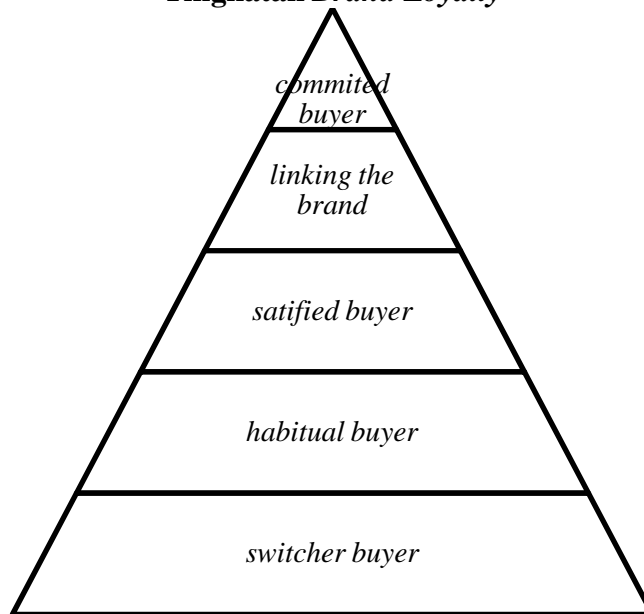 Tingkatan Brand Loyalty
commited
buyer
linking the
brand
satified buyer
habitual buyer
switcher buyer